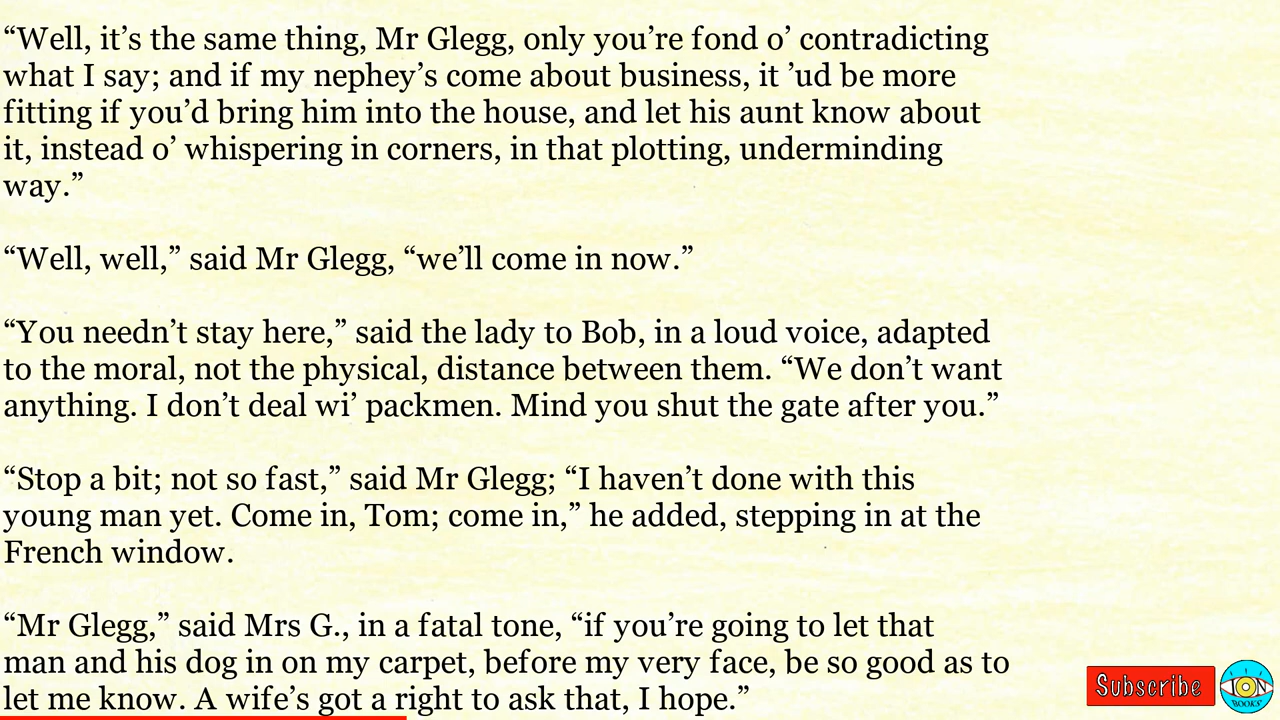 “Well, it’s the same thing, Mr Glegg, only you’re fond o’ contradicting
what I say; and if my nephey’s come about business, it ’ud be more
fitting if you’d bring him into the house, and let his aunt know about
it, instead o’ whispering in corners, in that plotting, underminding
way.”
“Well, well,” said Mr Glegg, “we’ll come in now.”
“You needn’t stay here,” said the lady to Bob, in a loud voice, adapted
to the moral, not the physical, distance between them. “We don’t want
anything. I don’t deal wi’ packmen. Mind you shut the gate after you.”
“Stop a bit; not so fast,” said Mr Glegg; “I haven’t done with this
young man yet. Come in, Tom; come in,” he added, stepping in at the
French window.
“Mr Glegg,” said Mrs G., in a fatal tone, “if you’re going to let that
man and his dog in on my carpet, before my very face, be so good as to
let me know. A wife’s got a right to ask that, I hope.”
Subscribe
ION
BOOKS